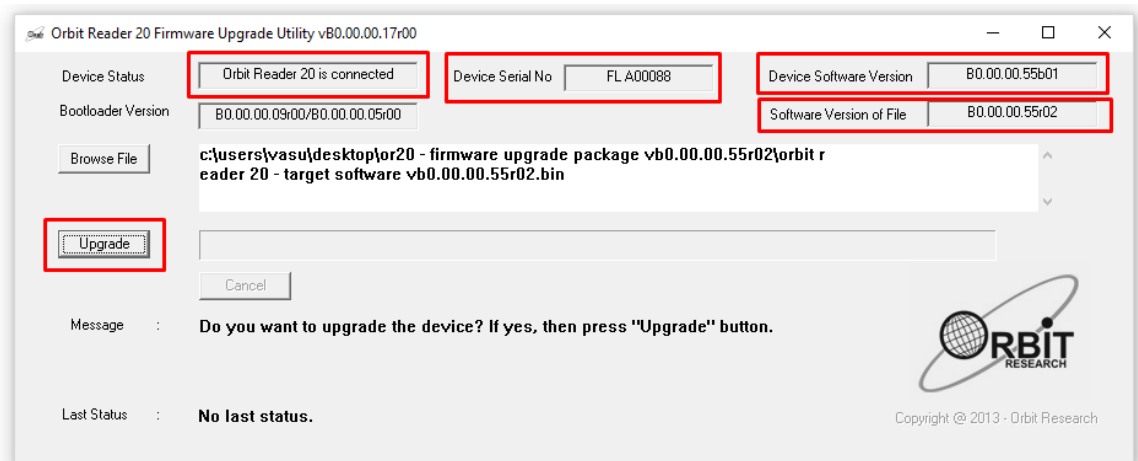 Orbit Reader 20 Firmware Upgrade Utility vB0.00.00.17r00
Device Status Orbit Reader 20 is connected Device Serial No FLA00088 Device Software Version B0.00.00.55b01
Bootloader Version B0.00.00.09r00/B0.00.00.05r00 Software Version of File B0.00.00.55r02
Browse File c:\users\vasu\desktop\or20 - firmware upgrade package vb0.00.00.55r02\orbit r
eader 20 - target software vb0.00.00.55r02.bin
Upgrade
Cancel
Message : Do you want to upgrade the device? If yes, then press "Upgrade" button.
ORBIT
RESEARCH
Last Status : No last status.
Copyright @ 2013 - Orbit Research